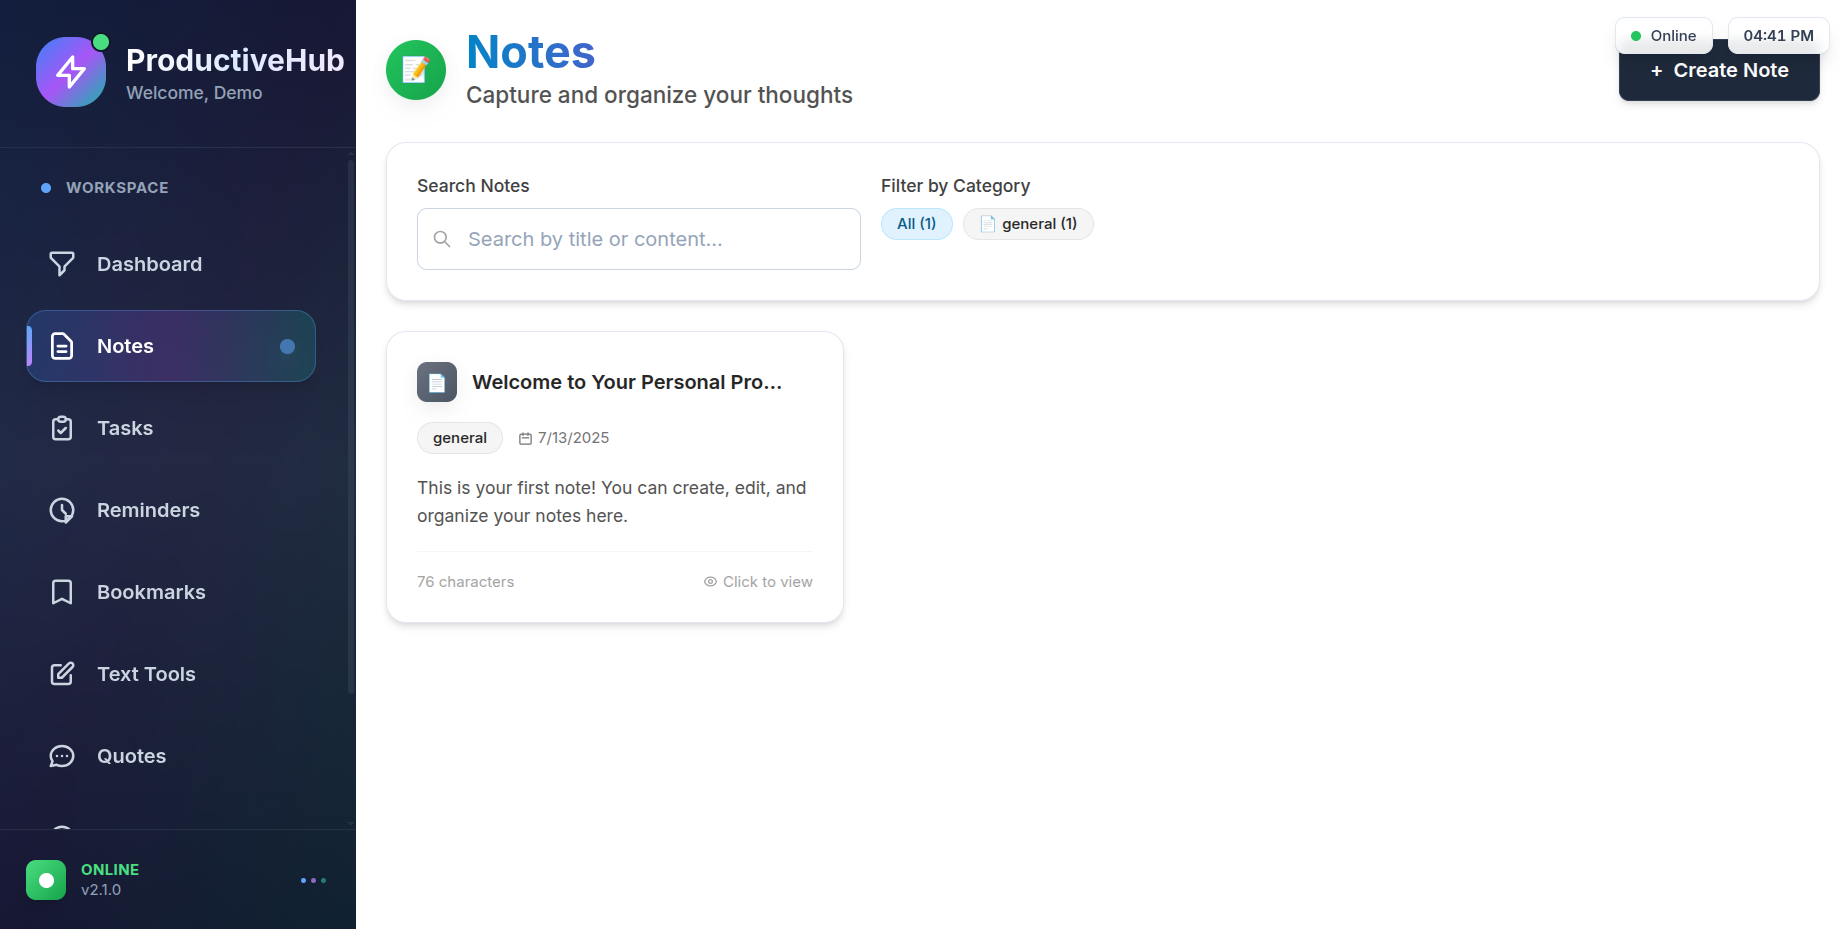 ProductiveHub
Welcome, Demo
WORKSPACE
Dashboard
Notes
Tasks
Reminders
Bookmarks
Text Tools
Quotes
ONLINE
v2.1.0
Notes
Capture and organize your thoughts
Online
04:41 PM
+ Create Note
Search Notes
Search by title or content...
Filter by Category
All (1)
general (1)
Welcome to Your Personal Pro...
general
7/13/2025
This is your first note! You can create, edit, and
organize your notes here.
76 characters
Click to view